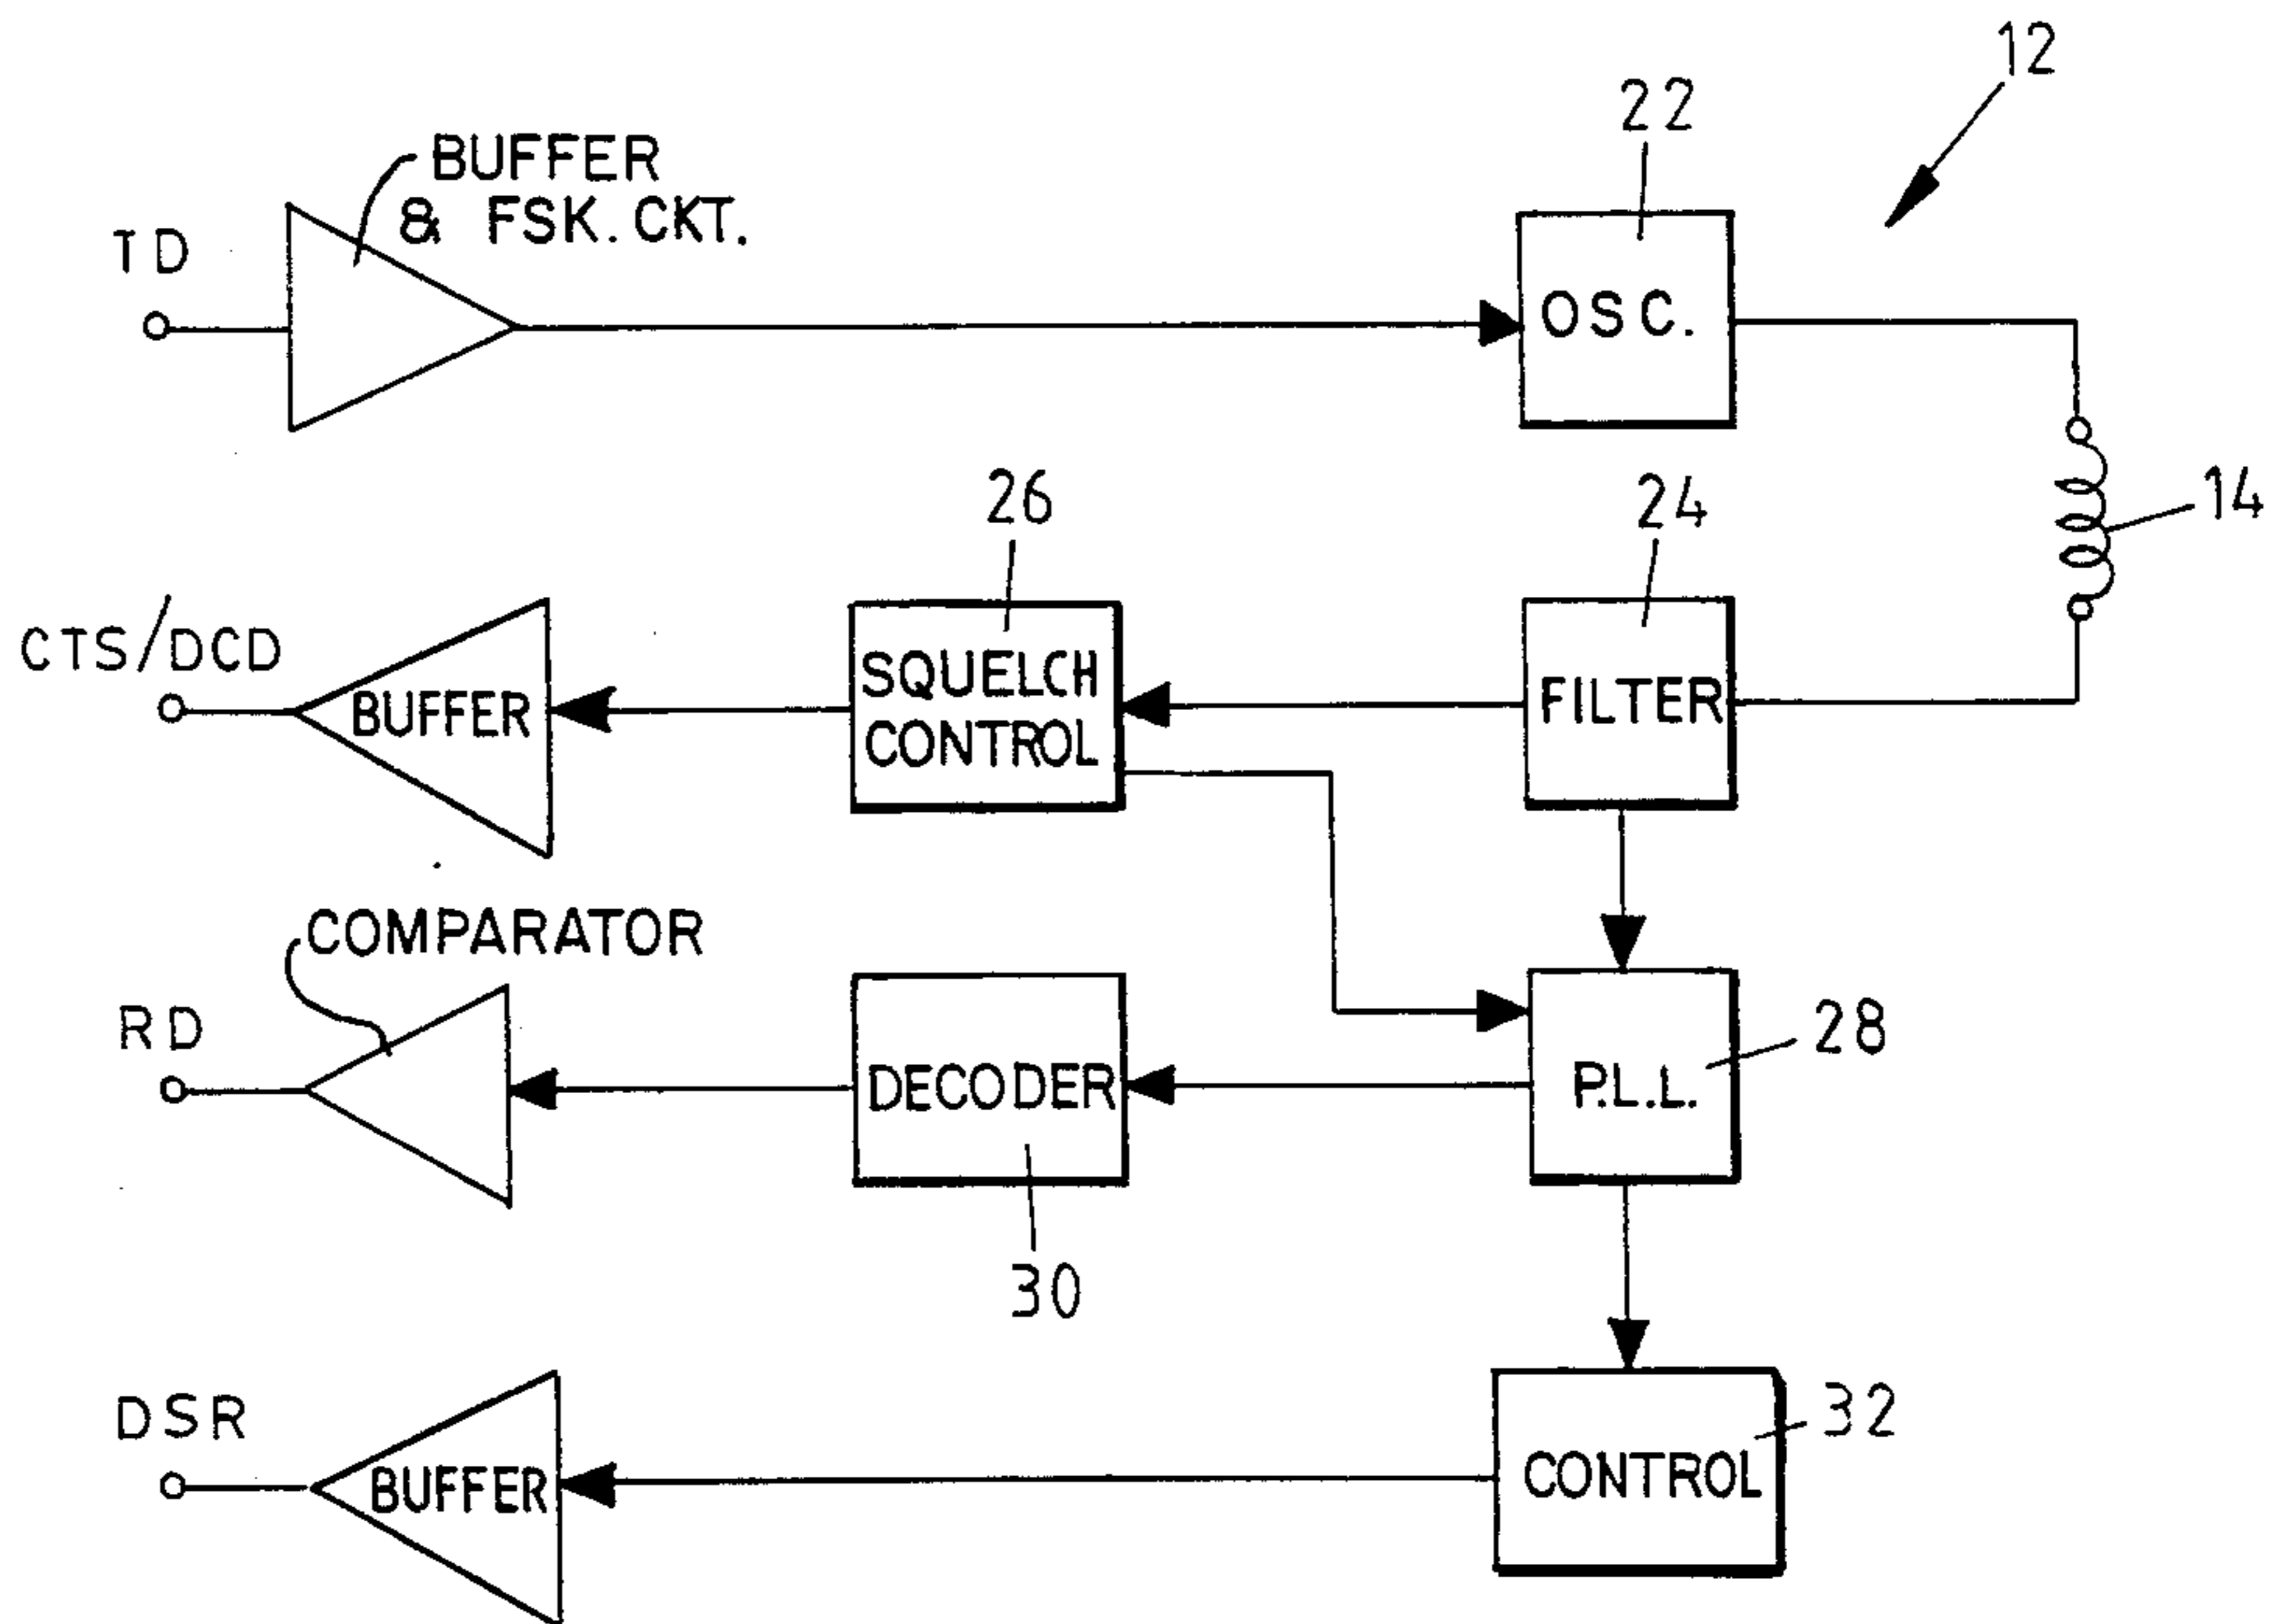 12
22
BUFFER
& FSK. CKT.
TD
OSC.
26
24
14
CTS/DCD
BUFFER
SQUELCH
CONTROL
FILTER
COMPARATOR
RD
DECODER
P.L.L.
28
30
DSR
BUFFER
CONTROL
32